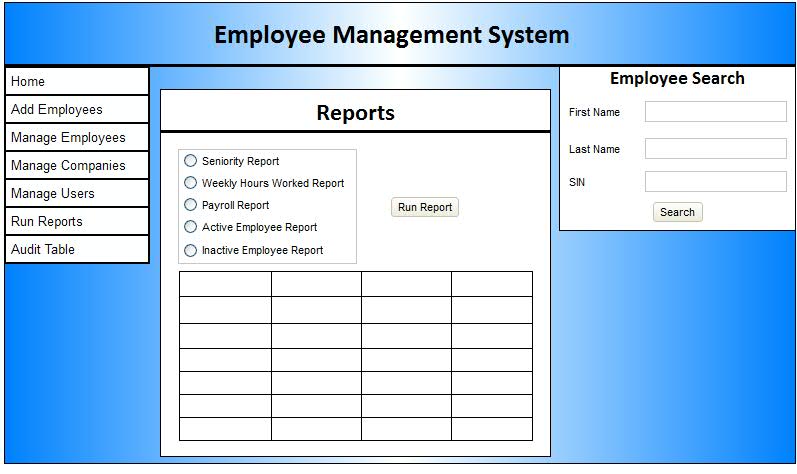 Employee Management System
Home
Add Employees
Manage Employees
Manage Companies
Manage Users
Run Reports
Audit Table
Reports
Seniority Report
Weekly Hours Worked Report
Payroll Report
Active Employee Report
Inactive Employee Report
Run Report
Employee Search
First Name
Last Name
SIN
Search